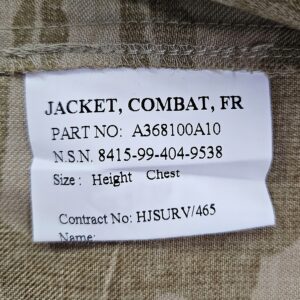 JACKET, COMBAT, FR
PART NO: A368100A10
N.S.N. 8415-99-404-9538
Size : Height Chest
Contract No: HJSURV/465
Name: